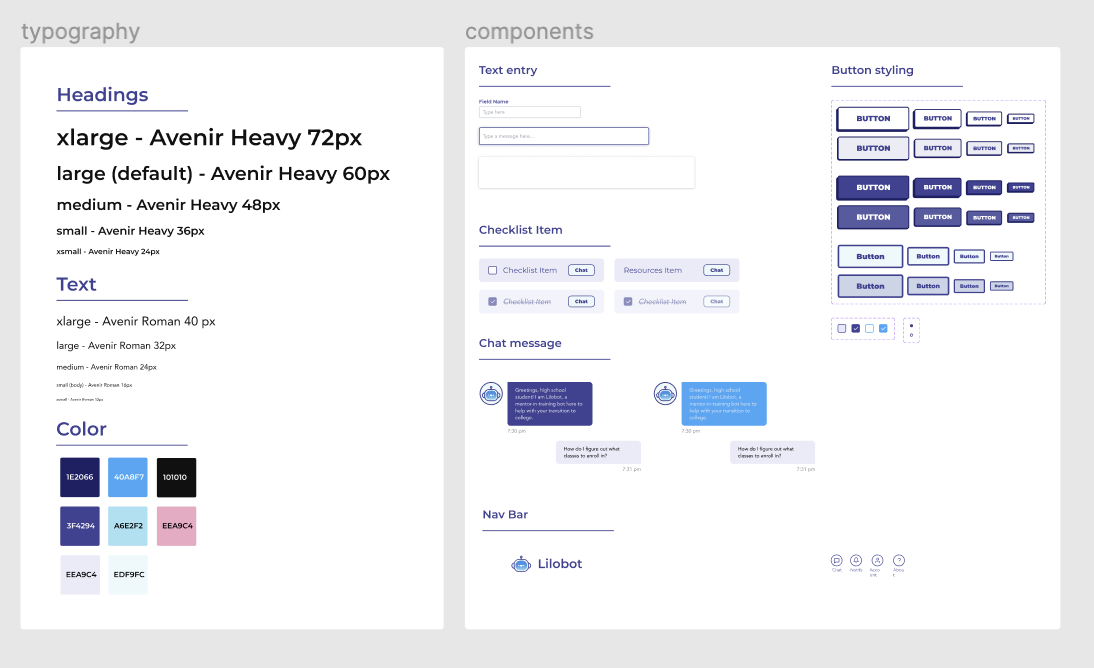 typography
Headings
xlarge - Avenir Heavy 72px
large (default) - Avenir Heavy 60px
medium - Avenir Heavy 48px
small - Avenir Heavy 36px
xsmall - Avenir Heavy 24px
Text
xlarge - Avenir Roman 40 px
large - Avenir Roman 32px
medium - Avenir Roman 24px
small (body) - Avenir Roman 16px
xsmall - Avenir Roman 12px
Color
1E2066
40A8F7
101010
3F4294
A6E2F2
EEA9C4
EEA9C4
EDF9FC
components
Text entry
Field Name
Type here
Type a message here...
Checklist Item
Checklist Item
Chat
Resources Item
Chat
Checklist Item
Chat
Checklist Item
Chat
Chat message
Greetings, high school
student! I am Lilobot, a
mentor-in-training bot here to
help with your transition to
college.
7:30 pm
How do I figure out what
classes to enroll in?
7:31 pm
Greetings, high school
student! I am Lilobot, a
mentor-in-training bot here to
help with your transition to
college.
7:30 pm
How do I figure out what
classes to enroll in?
7:31 pm
Nav Bar
Lilobot
Chat
Notifs
Acco
unt
Abou
t
Button styling
BUTTON BUTTON BUTTON BUTTON
BUTTON BUTTON BUTTON BUTTON
BUTTON BUTTON BUTTON BUTTON
BUTTON BUTTON BUTTON BUTTON
Button Button Button Button
Button Button Button Button